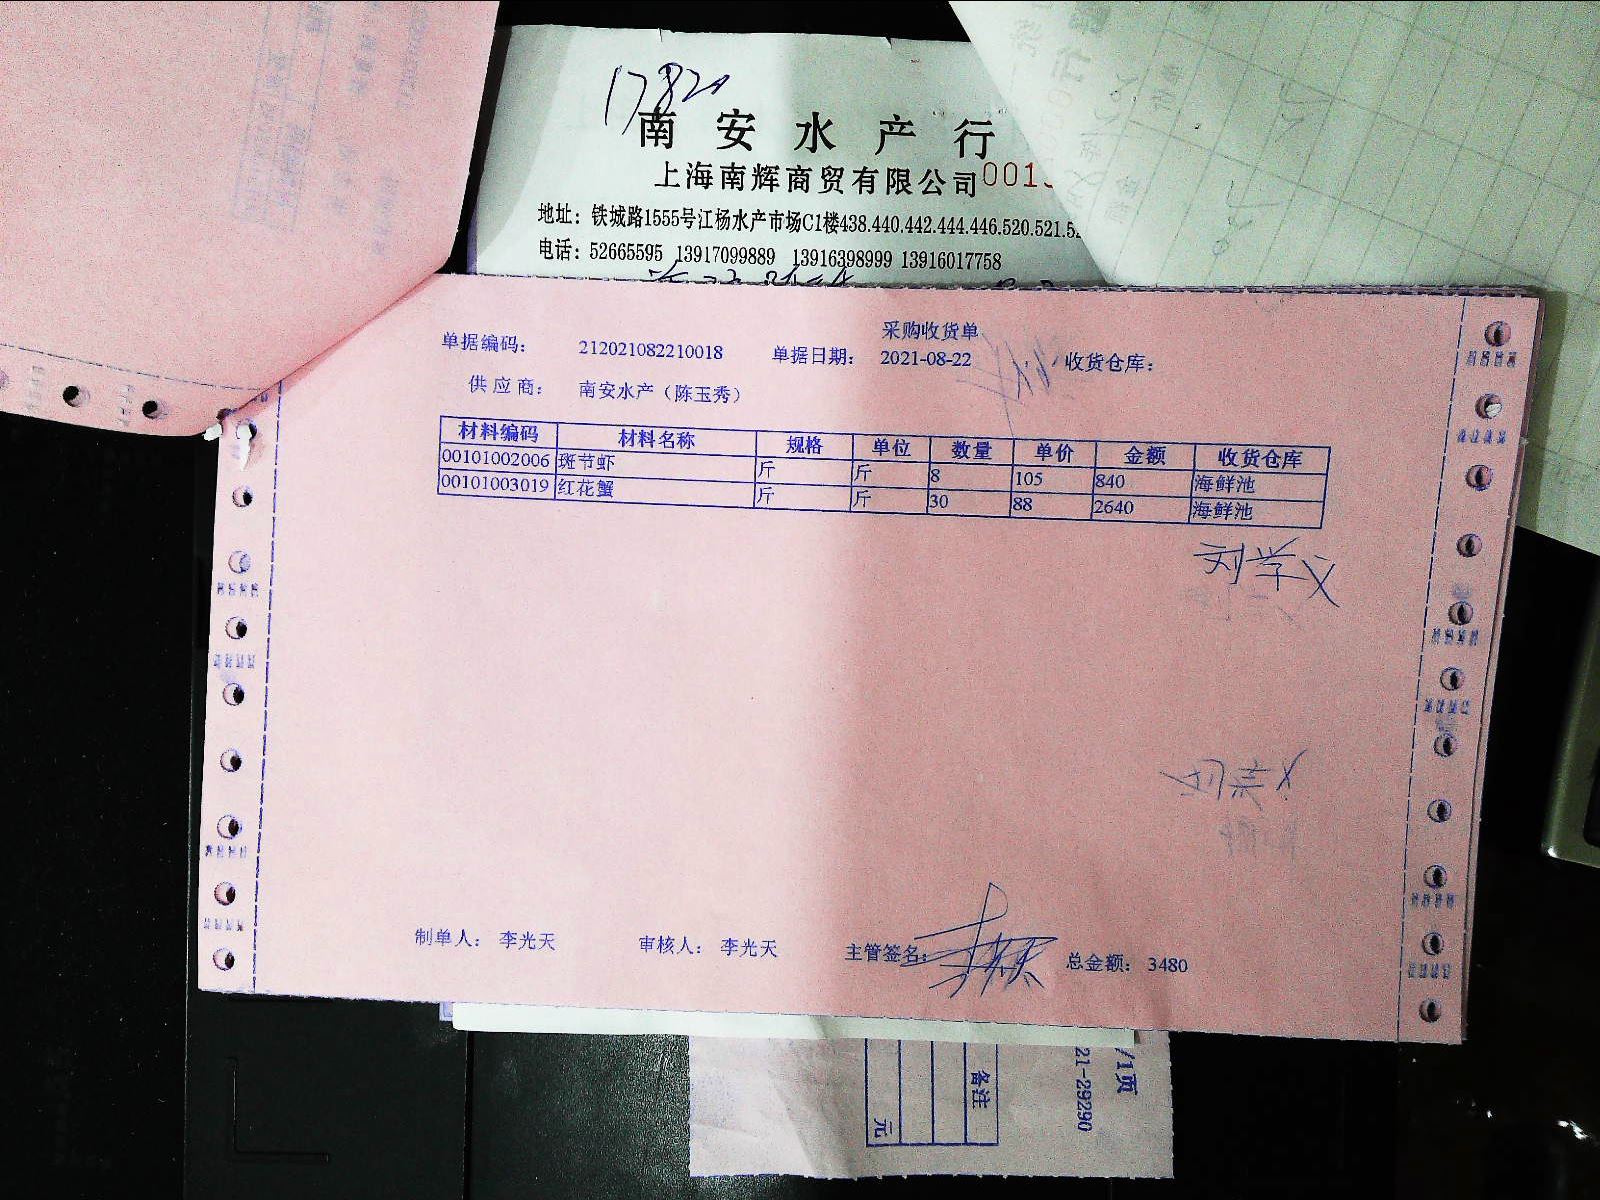 17820
南安水产行
上海南辉商贸有限公司 001
地址：铁城路1555号江杨水产市场C1楼438.440.442.444.446.520.521.5
电话：52665595 13917099889 13916398999 13916017758
采购收货单
单据编码： 212021082210018 单据日期： 2021-08-22 收货仓库：
供应商： 南安水产（陈玉秀）
材料编码 材料名称 规格 单位 数量 单价 金额 收货仓库
00101002006 斑节虾 斤 斤 8 105 840 海鲜池
00101003019 红花蟹 斤 斤 30 88 2640 海鲜池
刘学义
制单人： 李光天 审核人： 李光天 主管签名： 总金额： 3480
/1页
21-29290
备注
元